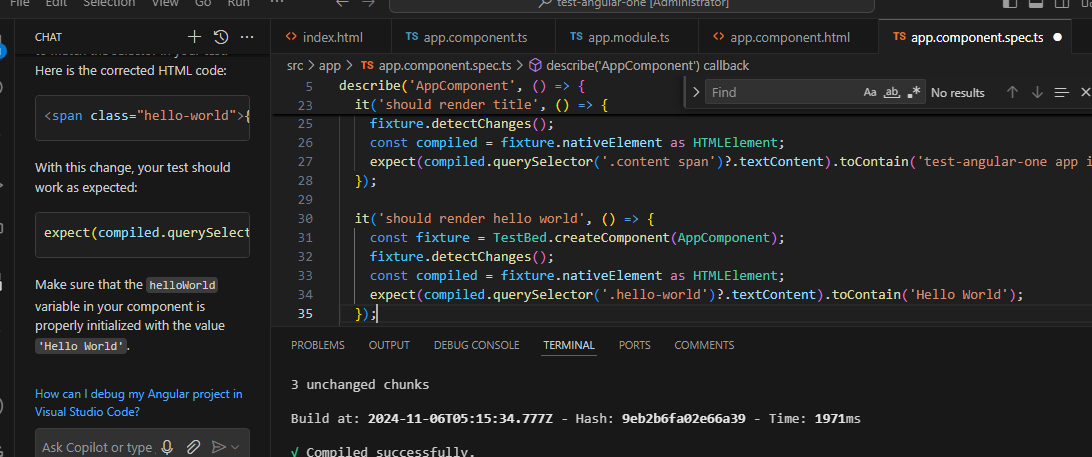 File Edit Selection View Go Run ··· test-angular-one [Administrator]
CHAT
to match the selector in your test
Here is the corrected HTML code:
<span class="hello-world">{
With this change, your test should
work as expected:
expect(compiled.querySelect
Make sure that the helloWorld
variable in your component is
properly initialized with the value
'Hello World'.
How can I debug my Angular project in
Visual Studio Code?
Ask Copilot or type
<> index.html TS app.component.ts TS app.module.ts <> app.component.html TS app.component.spec.ts
src > app > TS app.component.spec.ts > describe('AppComponent') callback
Find Aa ab .* No results
5 describe('AppComponent', () => {
23 it('should render title', () => {
25 fixture.detectChanges();
26 const compiled = fixture.nativeElement as HTMLElement;
27 expect(compiled.querySelector('.content span')?.textContent).toContain('test-angular-one app i
28 });
29
30 it('should render hello world', () => {
31 const fixture = TestBed.createComponent(AppComponent);
32 fixture.detectChanges();
33 const compiled = fixture.nativeElement as HTMLElement;
34 expect(compiled.querySelector('.hello-world')?.textContent).toContain('Hello World');
35 });
PROBLEMS OUTPUT DEBUG CONSOLE TERMINAL PORTS COMMENTS
3 unchanged chunks
Build at: 2024-11-06T05:15:34.777Z - Hash: 9eb2b6fa02e66a39 - Time: 1971ms
√ Compiled successfully.